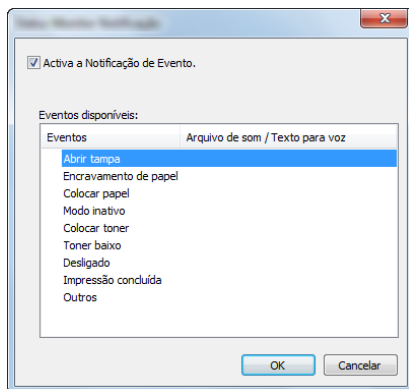 Activa a Notificação de Evento.
Eventos disponíveis:
Eventos Arquivo de som / Texto para voz
Abrir tampa
Encravamento de papel
Colocar papel
Modo inativo
Colocar toner
Toner baixo
Desligado
Impressão concluída
Outros
OK Cancelar